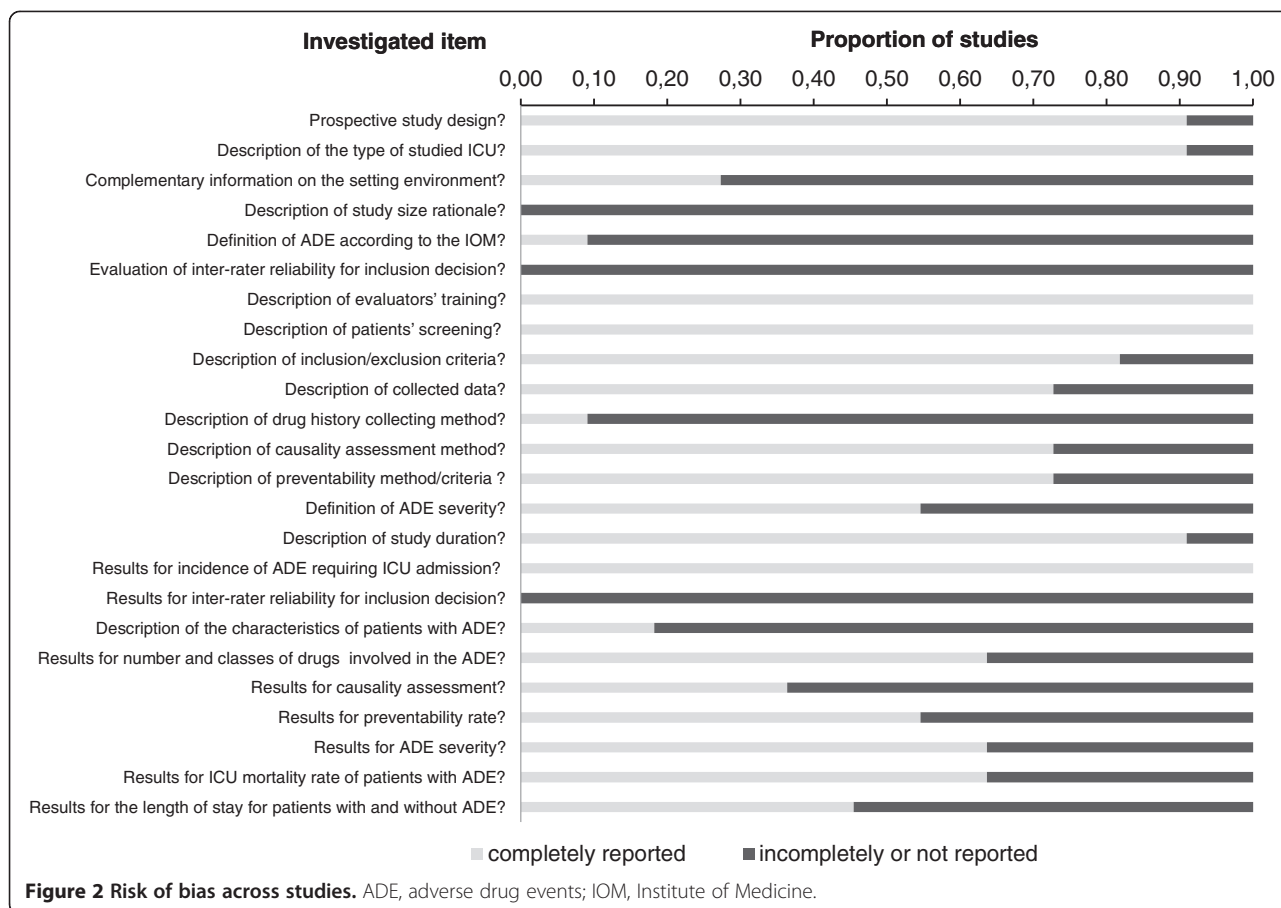 Investigated item
Proportion of studies
0,00 0,10 0,20 0,30 0,40 0,50 0,60 0,70 0,80 0,90 1,00
Prospective study design?
Description of the type of studied ICU?
Complementary information on the setting environment?
Description of study size rationale?
Definition of ADE according to the IOM?
Evaluation of inter-rater reliability for inclusion decision?
Description of evaluators' training?
Description of patients' screening?
Description of inclusion/exclusion criteria?
Description of collected data?
Description of drug history collecting method?
Description of causality assessment method?
Description of preventability method/criteria ?
Definition of ADE severity?
Description of study duration?
Results for incidence of ADE requiring ICU admission?
Results for inter-rater reliability for inclusion decision?
Description of the characteristics of patients with ADE?
Results for number and classes of drugs involved in the ADE?
Results for causality assessment?
Results for preventability rate?
Results for ADE severity?
Results for ICU mortality rate of patients with ADE?
Results for the length of stay for patients with and without ADE?
completely reported
incompletely or not reported
Figure 2 Risk of bias across studies. ADE, adverse drug events; IOM, Institute of Medicine.